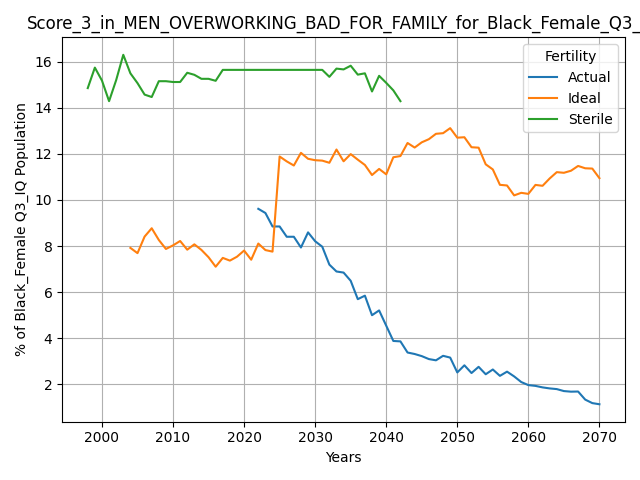 Score_3_in_MEN_OVERWORKING_BAD_FOR_FAMILY_for_Black_Female_Q3_
Fertility
Actual
Ideal
Sterile
% of Black_Female Q3_IQ Population
16
14
12
10
8
6
4
2
2000 2010 2020 2030 2040 2050 2060 2070
Years